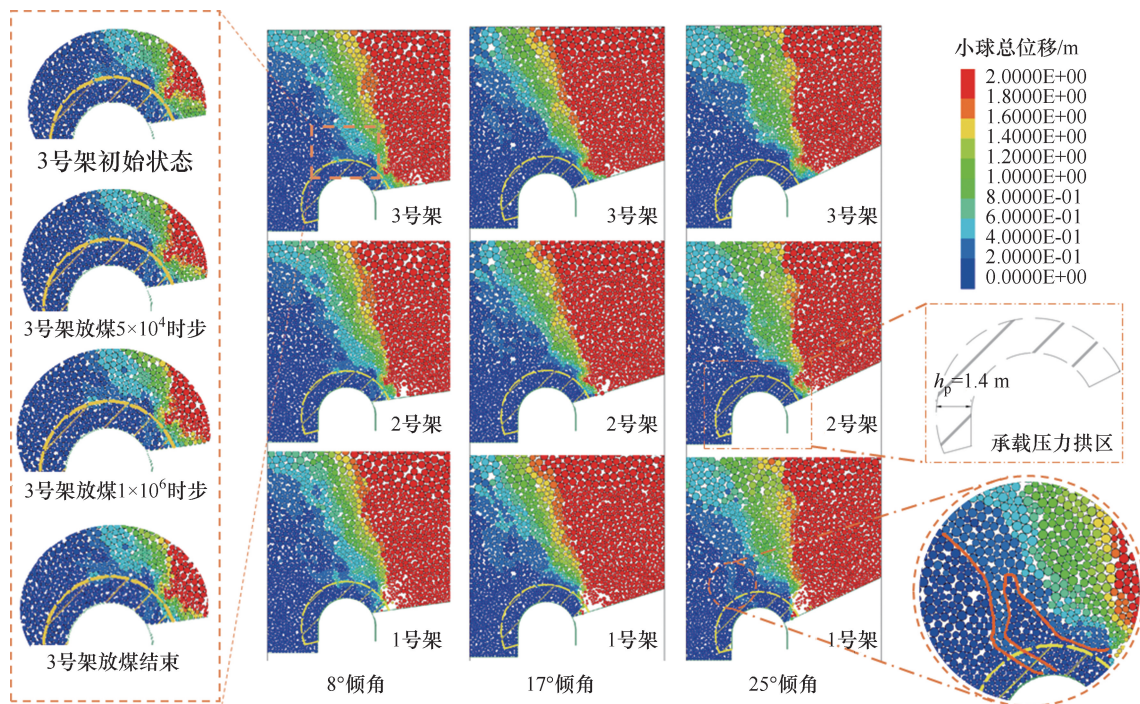 3号架初始状态
3号架放煤5×10⁴时步
3号架放煤1×10⁶时步
3号架放煤结束
3号架
3号架
3号架
2号架
2号架
2号架
1号架
1号架
1号架
8°倾角
17°倾角
25°倾角
小球总位移/m
2.0000E+00
1.8000E+00
1.6000E+00
1.4000E+00
1.2000E+00
1.0000E+00
8.0000E-01
6.0000E-01
4.0000E-01
2.0000E-01
0.0000E+00
hₚ=1.4 m
承载压力拱区